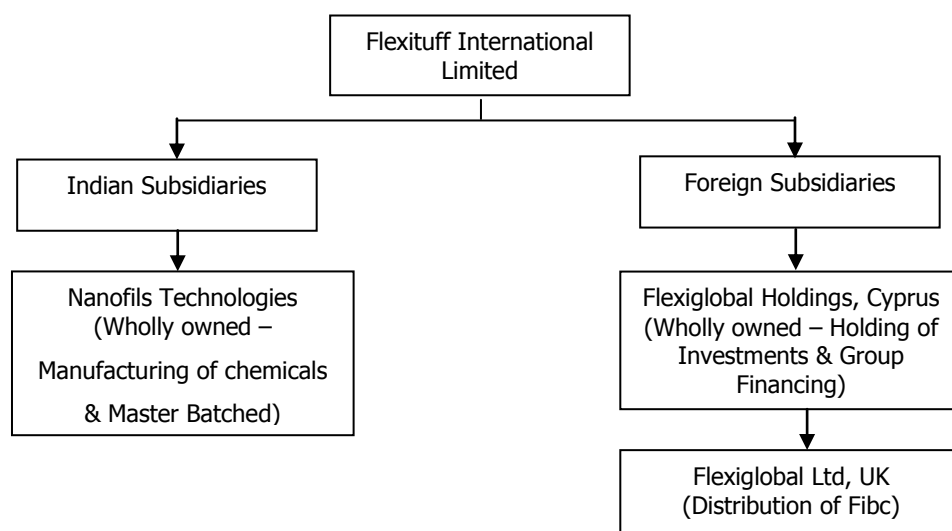 Flexituff International
Limited
Indian Subsidiaries
Foreign Subsidiaries
Nanofils Technologies
(Wholly owned –
Manufacturing of chemicals
& Master Batched)
Flexiglobal Holdings, Cyprus
(Wholly owned – Holding of
Investments & Group
Financing)
Flexiglobal Ltd, UK
(Distribution of Fibc)